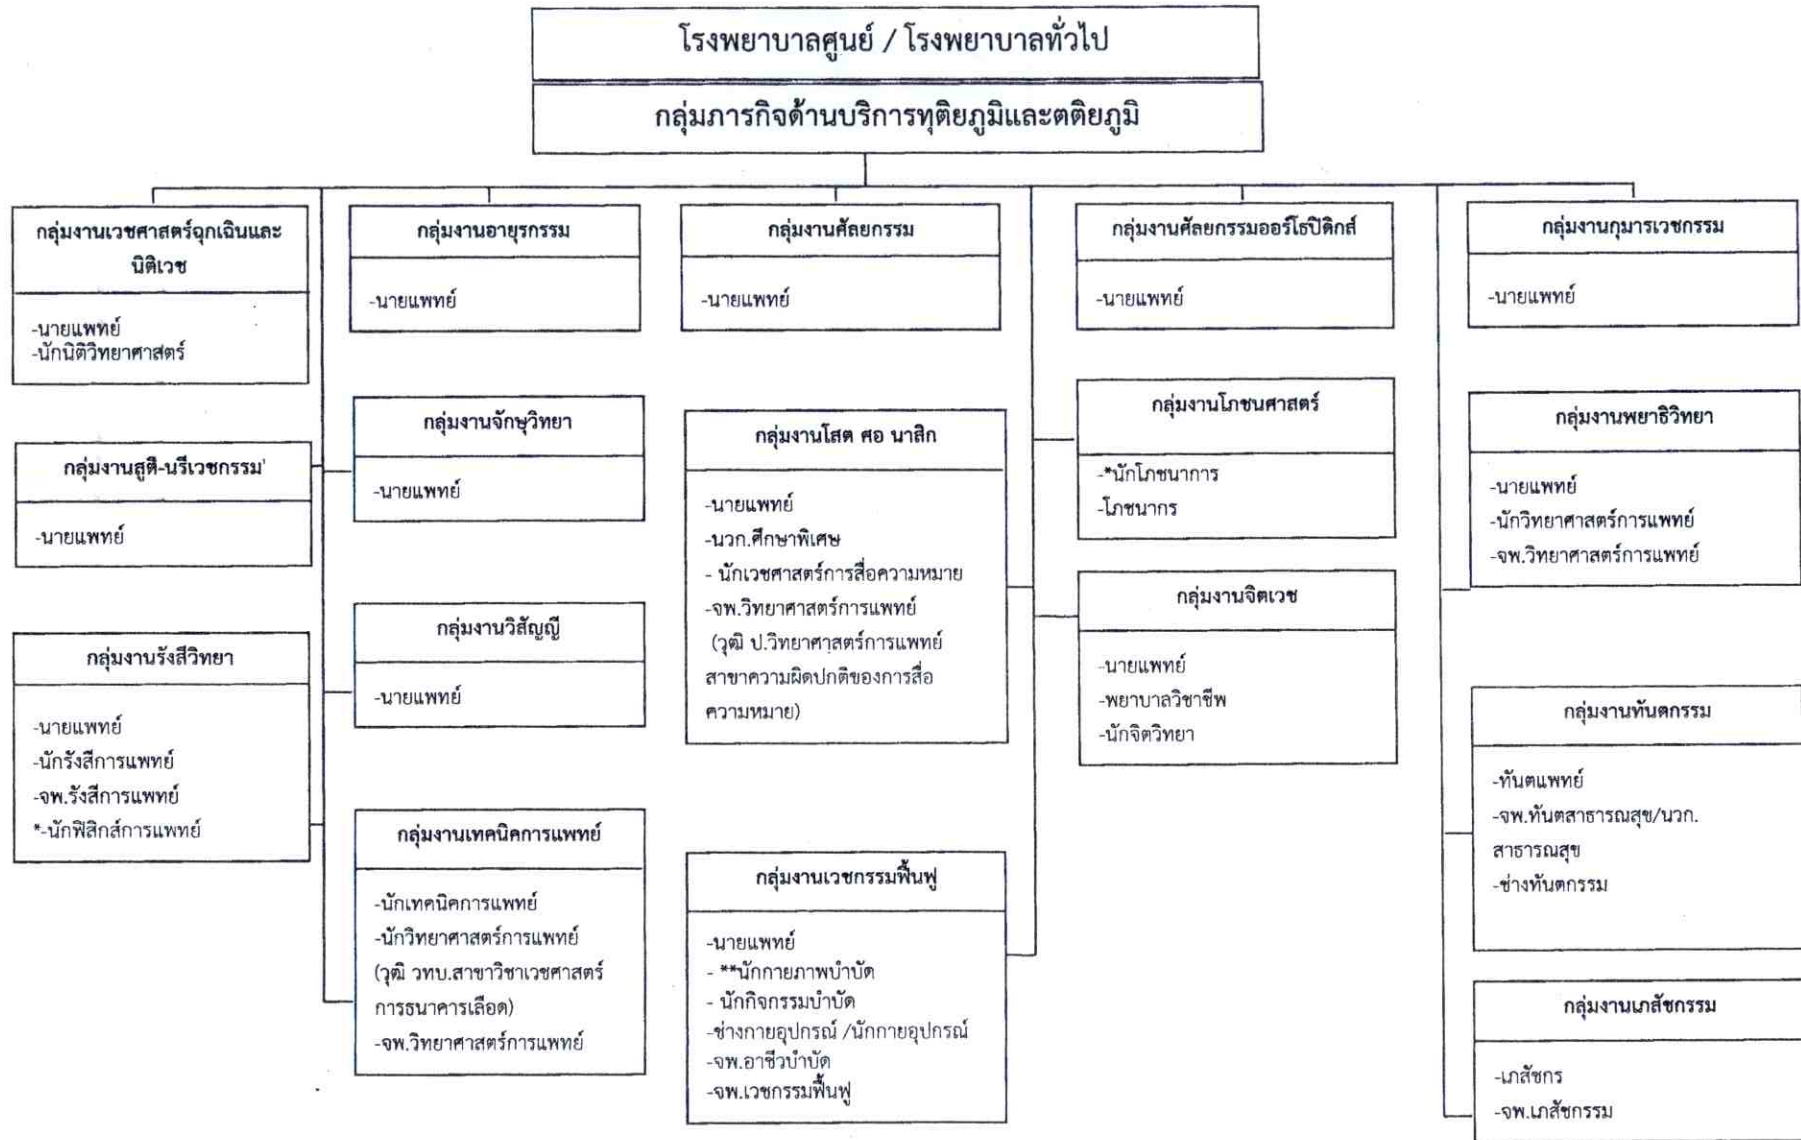 โรงพยาบาลศูนย์ / โรงพยาบาลทั่วไป
กลุ่มภารกิจด้านบริการทุติยภูมิและตติยภูมิ
กลุ่มงานเวชศาสตร์ฉุกเฉินและ
นิติเวช
-นายแพทย์
-นักนิติวิทยาศาสตร์
กลุ่มงานอายุรกรรม
-นายแพทย์
กลุ่มงานศัลยกรรม
-นายแพทย์
กลุ่มงานศัลยกรรมออร์โธปิดิกส์
-นายแพทย์
กลุ่มงานกุมารเวชกรรม
-นายแพทย์
กลุ่มงานสูติ-นรีเวชกรรม
-นายแพทย์
กลุ่มงานจักษุวิทยา
-นายแพทย์
กลุ่มงานโสต ศอ นาสิก
-นายแพทย์
-นวก.ศึกษาพิเศษ
- นักเวชศาสตร์การสื่อความหมาย
-จพ.วิทยาศาสตร์การแพทย์
(วุฒิ ป.วิทยาศาสตร์การแพทย์
สาขาความผิดปกติของการสื่อ
ความหมาย)
กลุ่มงานโภชนศาสตร์
-*นักโภชนาการ
-โภชนากร
กลุ่มงานพยาธิวิทยา
-นายแพทย์
-นักวิทยาศาสตร์การแพทย์
-จพ.วิทยาศาสตร์การแพทย์
กลุ่มงานรังสีวิทยา
-นายแพทย์
-นักรังสีการแพทย์
-จพ.รังสีการแพทย์
*-นักฟิสิกส์การแพทย์
กลุ่มงานวิสัญญี
-นายแพทย์
กลุ่มงานจิตเวช
-นายแพทย์
-พยาบาลวิชาชีพ
-นักจิตวิทยา
กลุ่มงานทันตกรรม
-ทันตแพทย์
-จพ.ทันตสาธารณสุข/นวก.
สาธารณสุข
-ช่างทันตกรรม
กลุ่มงานเทคนิคการแพทย์
-นักเทคนิคการแพทย์
-นักวิทยาศาสตร์การแพทย์
(วุฒิ วทบ.สาขาวิชาเวชศาสตร์
การธนาคารเลือด)
-จพ.วิทยาศาสตร์การแพทย์
กลุ่มงานเวชกรรมฟื้นฟู
-นายแพทย์
- **นักกายภาพบำบัด
- นักกิจกรรมบำบัด
-ช่างกายอุปกรณ์ /นักกายอุปกรณ์
-จพ.อาชีวบำบัด
-จพ.เวชกรรมฟื้นฟู
กลุ่มงานเภสัชกรรม
-เภสัชกร
-จพ.เภสัชกรรม